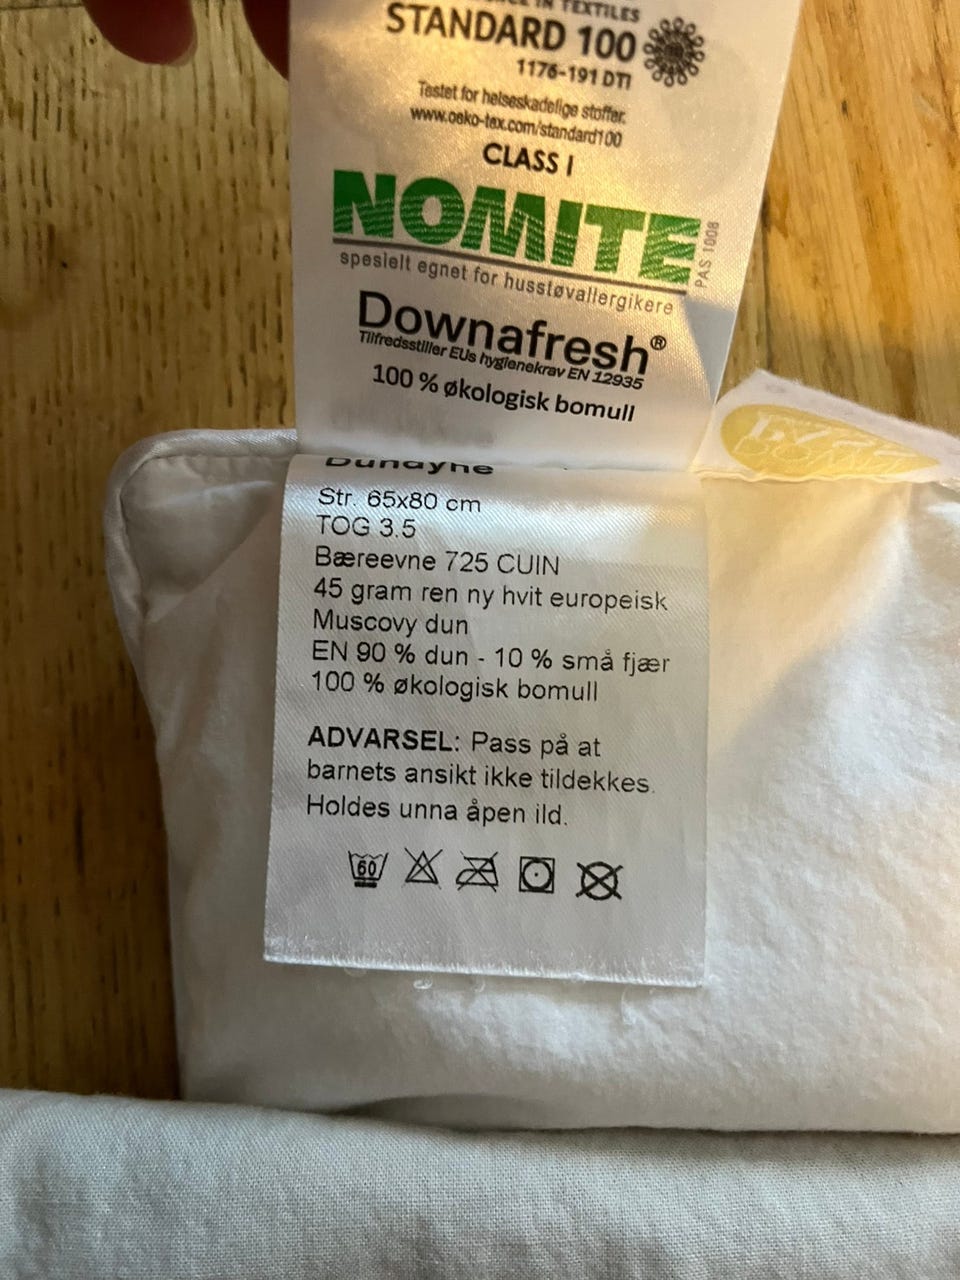 IN TEXTILES
STANDARD 100
1176-191 DTI
Testet for helseskadelige stoffer.
www.oeko-tex.com/standard100
CLASS I
NOMITE
PAS 1008
spesielt egnet for husstøvallergikere
Downafresh®
Tilfredsstiller EUs hygienekrav EN 12935
100 % økologisk bomull
Dundyne
Str. 65x80 cm
TOG 3.5
Bæreevne 725 CUIN
45 gram ren ny hvit europeisk
Muscovy dun
EN 90 % dun - 10 % små fjær
100 % økologisk bomull
ADVARSEL: Pass på at
barnets ansikt ikke tildekkes.
Holdes unna åpen ild.
60